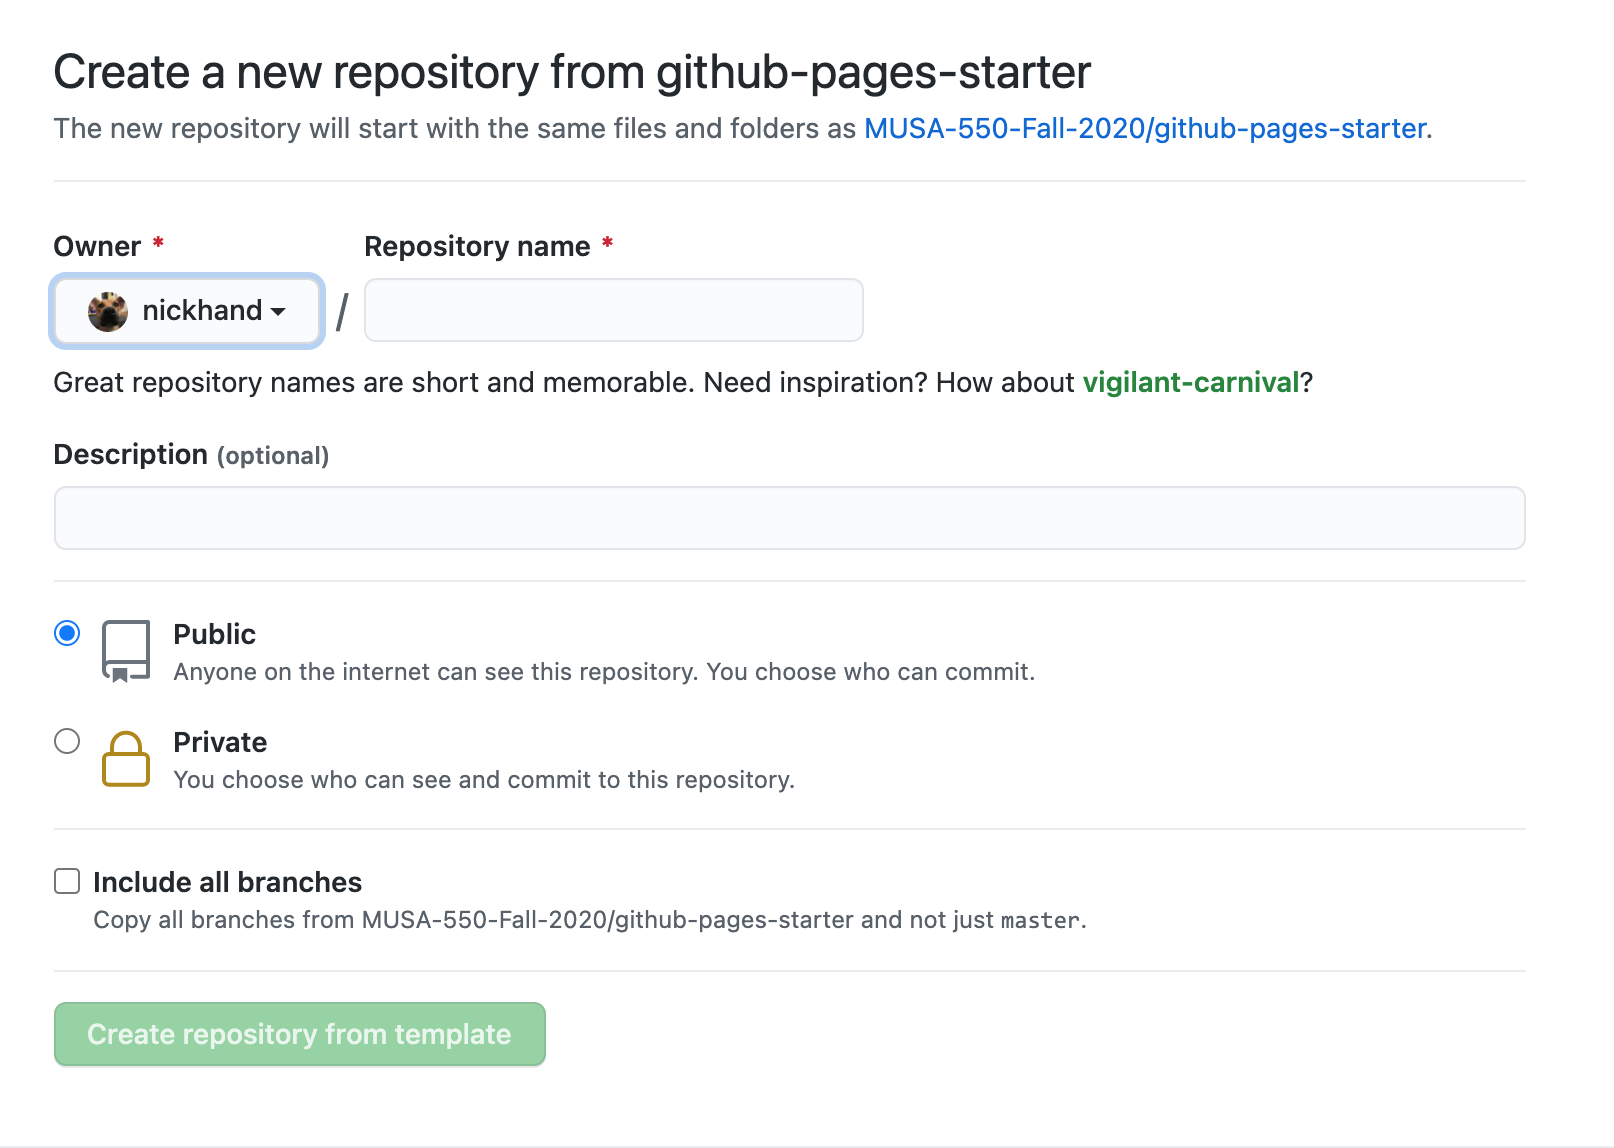 Create a new repository from github-pages-starter
The new repository will start with the same files and folders as MUSA-550-Fall-2020/github-pages-starter.
Owner * Repository name *
nickhand /
Great repository names are short and memorable. Need inspiration? How about vigilant-carnival?
Description (optional)
Public
Anyone on the internet can see this repository. You choose who can commit.
Private
You choose who can see and commit to this repository.
Include all branches
Copy all branches from MUSA-550-Fall-2020/github-pages-starter and not just master.
Create repository from template